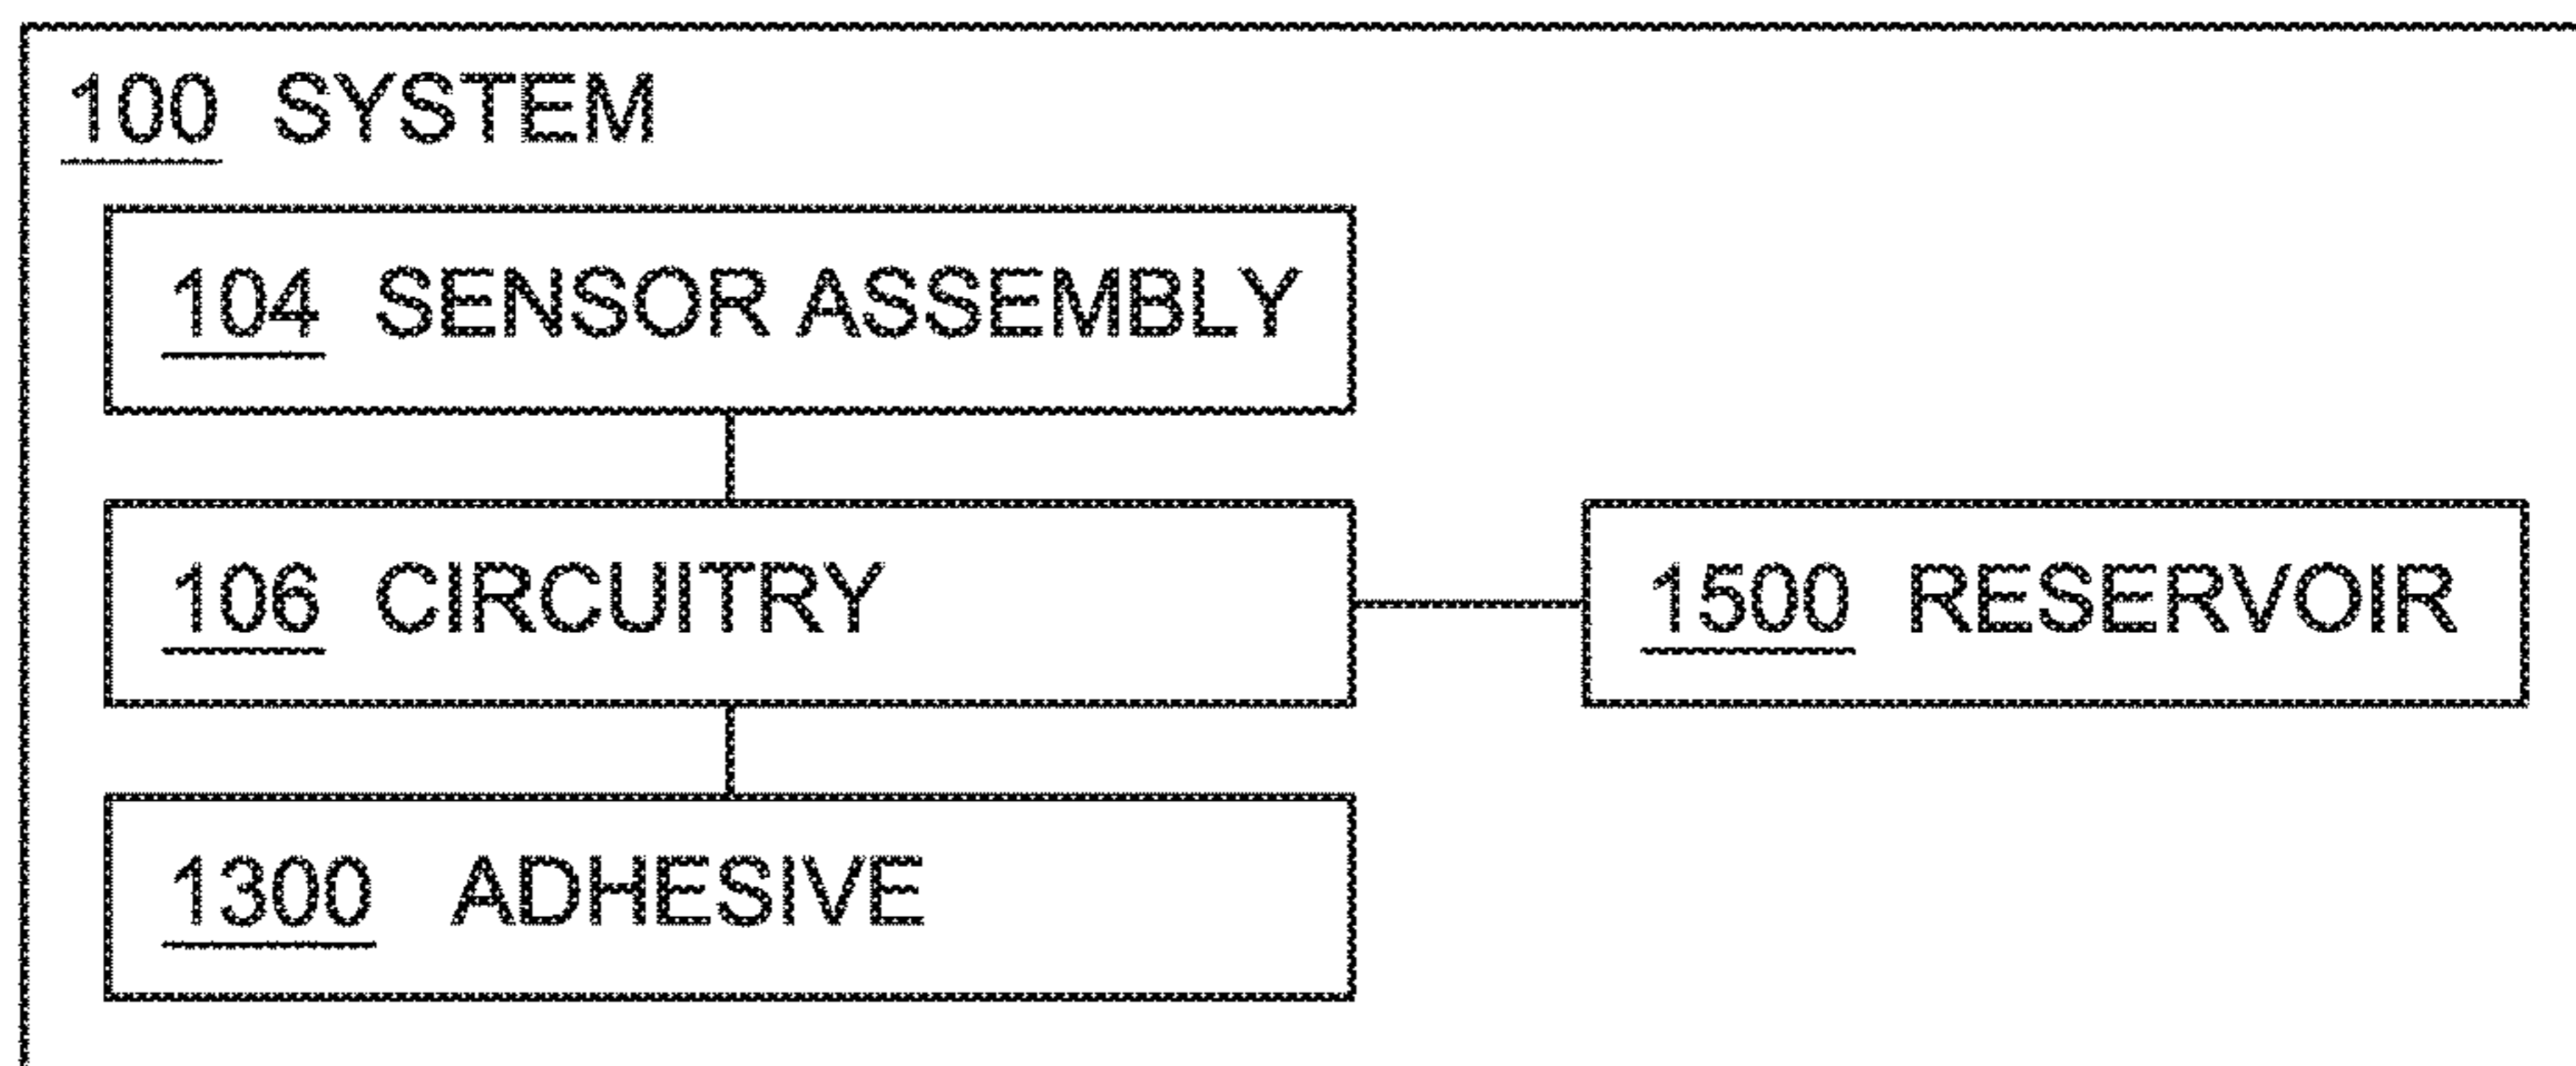 100 SYSTEM
104 SENSOR ASSEMBLY
106 CIRCUITRY
1500 RESERVOIR
1300 ADHESIVE